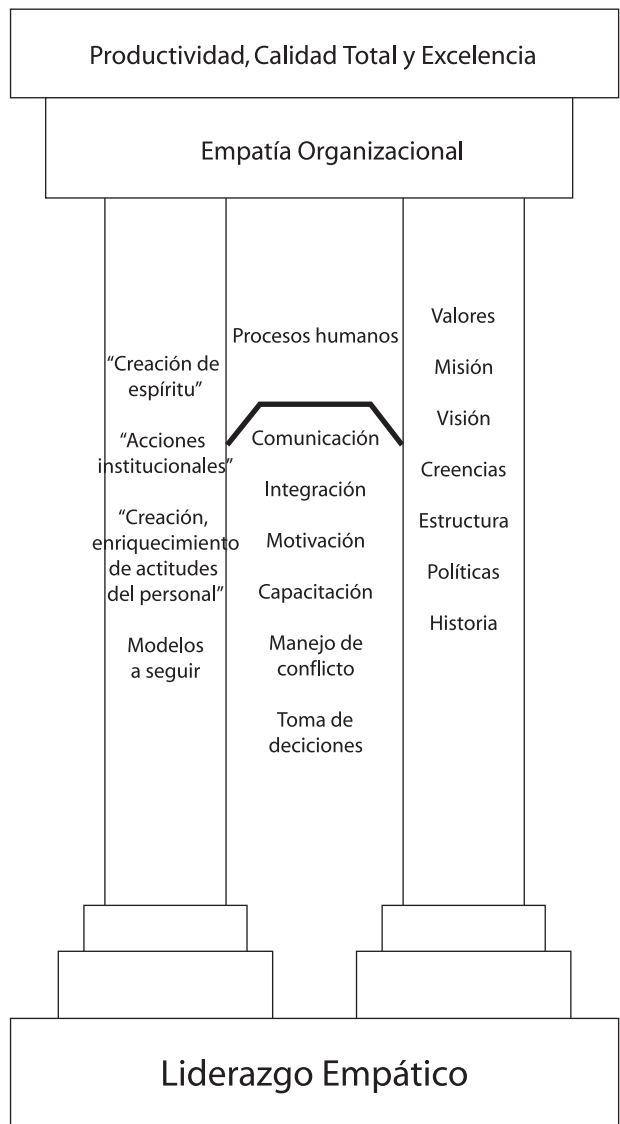 Productividad, Calidad Total y Excelencia
Empatía Organizacional
“Creación de
espíritu”
“Acciones
institucionales”
“Creación,
enriquecimiento
de actitudes
del personal”
Modelos
a seguir
Procesos humanos
Comunicación
Integración
Motivación
Capacitación
Manejo de
conflicto
Toma de
deciciones
Valores
Misión
Visión
Creencias
Estructura
Políticas
Historia
Liderazgo Empático